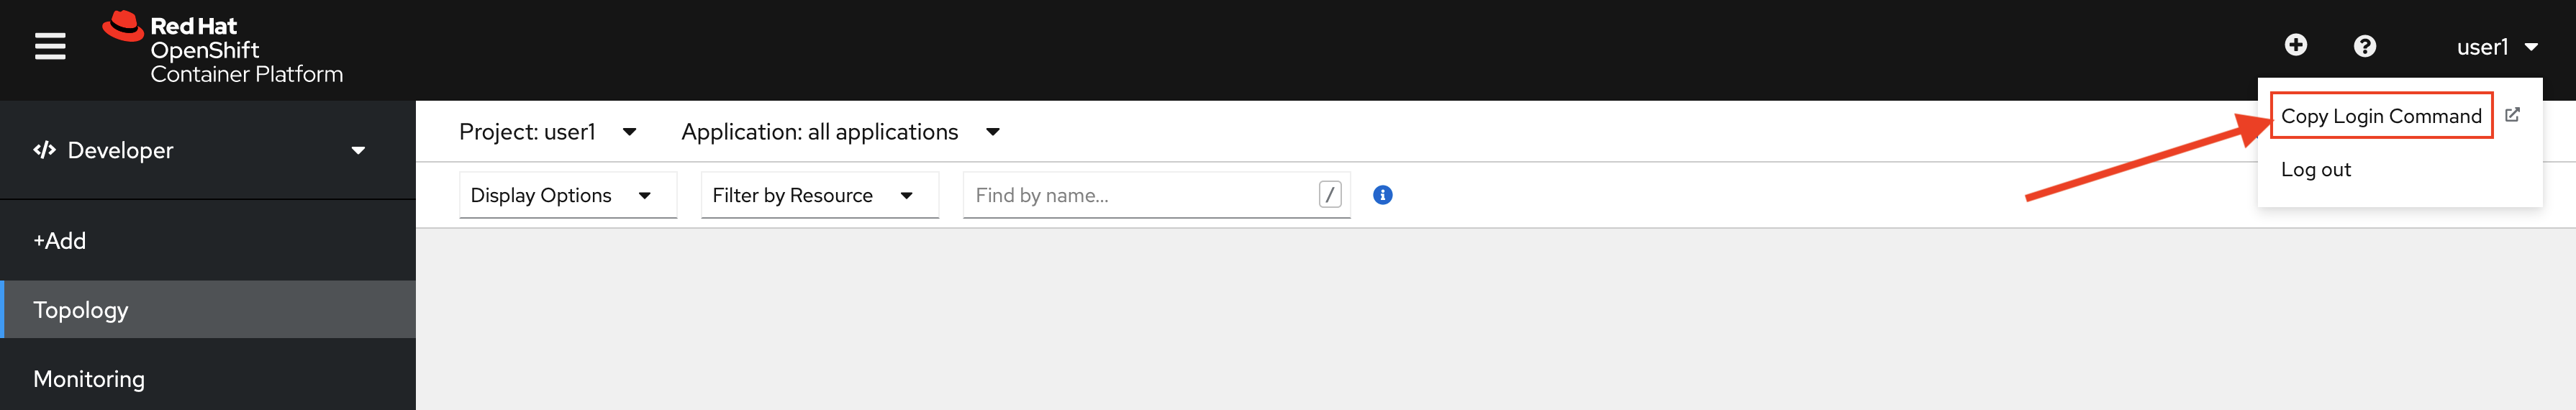 Red Hat
OpenShift
Container Platform
user1
Copy Login Command
Log out
Developer
Project: user1 Application: all applications
Display Options Filter by Resource Find by name... /
+Add
Topology
Monitoring